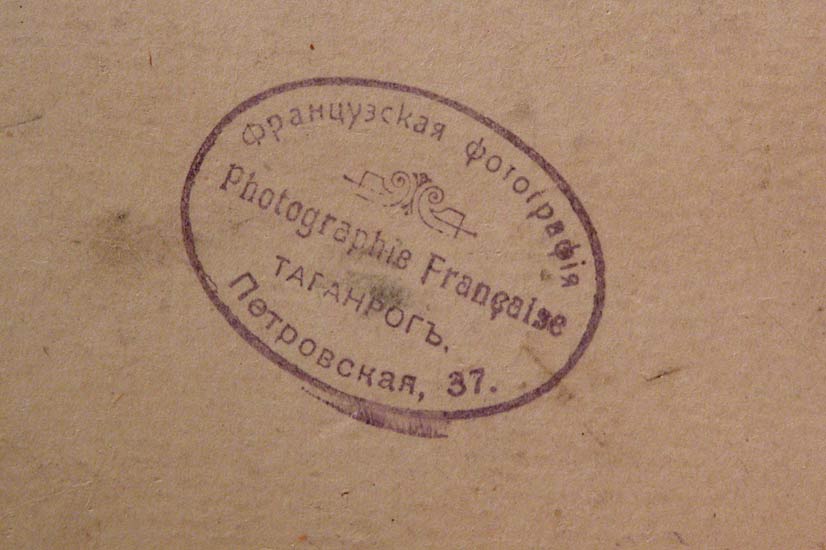 Французская фотографія
Photographie Française
ТАГАНРОГЪ,
Петровская, 37.